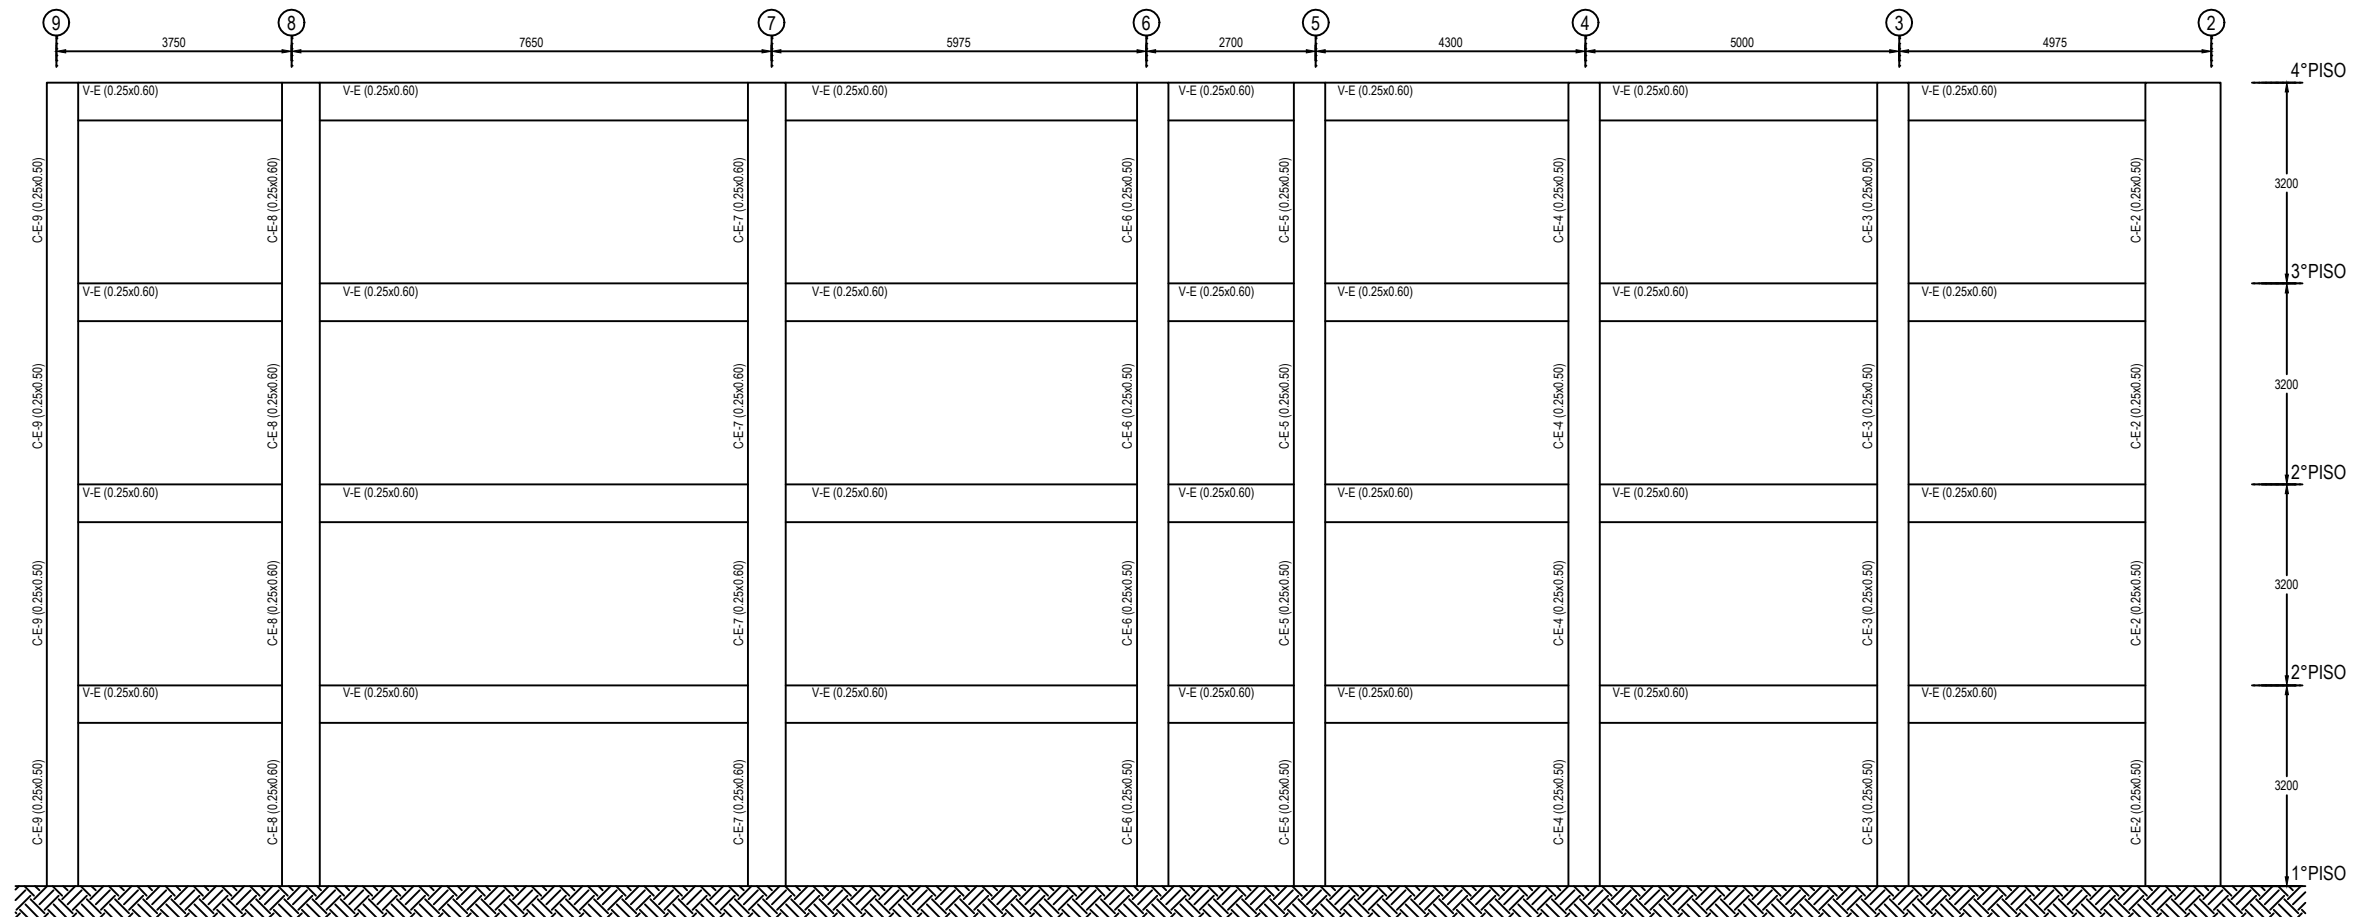 9 8 7 6 5 4 3 2
3750 7650 5975 2700 4300 5000 4975
4°PISO
V-E (0.25x0.60) V-E (0.25x0.60) V-E (0.25x0.60) V-E (0.25x0.60) V-E (0.25x0.60) V-E (0.25x0.60) V-E (0.25x0.60)
C-E-9 (0.25x0.50) C-E-8 (0.25x0.60) C-E-7 (0.25x0.60) C-E-6 (0.25x0.50) C-E-5 (0.25x0.50) C-E-4 (0.25x0.50) C-E-3 (0.25x0.50) C-E-2 (0.25x0.50)
3200
3°PISO
V-E (0.25x0.60) V-E (0.25x0.60) V-E (0.25x0.60) V-E (0.25x0.60) V-E (0.25x0.60) V-E (0.25x0.60) V-E (0.25x0.60)
C-E-9 (0.25x0.50) C-E-8 (0.25x0.60) C-E-7 (0.25x0.60) C-E-6 (0.25x0.50) C-E-5 (0.25x0.50) C-E-4 (0.25x0.50) C-E-3 (0.25x0.50) C-E-2 (0.25x0.50)
3200
2°PISO
V-E (0.25x0.60) V-E (0.25x0.60) V-E (0.25x0.60) V-E (0.25x0.60) V-E (0.25x0.60) V-E (0.25x0.60) V-E (0.25x0.60)
C-E-9 (0.25x0.50) C-E-8 (0.25x0.60) C-E-7 (0.25x0.60) C-E-6 (0.25x0.50) C-E-5 (0.25x0.50) C-E-4 (0.25x0.50) C-E-3 (0.25x0.50) C-E-2 (0.25x0.50)
3200
2°PISO
V-E (0.25x0.60) V-E (0.25x0.60) V-E (0.25x0.60) V-E (0.25x0.60) V-E (0.25x0.60) V-E (0.25x0.60) V-E (0.25x0.60)
C-E-9 (0.25x0.50) C-E-8 (0.25x0.60) C-E-7 (0.25x0.60) C-E-6 (0.25x0.50) C-E-5 (0.25x0.50) C-E-4 (0.25x0.50) C-E-3 (0.25x0.50) C-E-2 (0.25x0.50)
3200
1°PISO